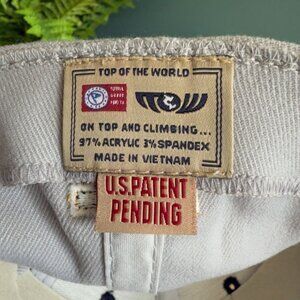 TOP OF THE WORLD
ON TOP AND CLIMBING...
97% ACRYLIC 3% SPANDEX
MADE IN VIETNAM
U.S.PATENT
PENDING